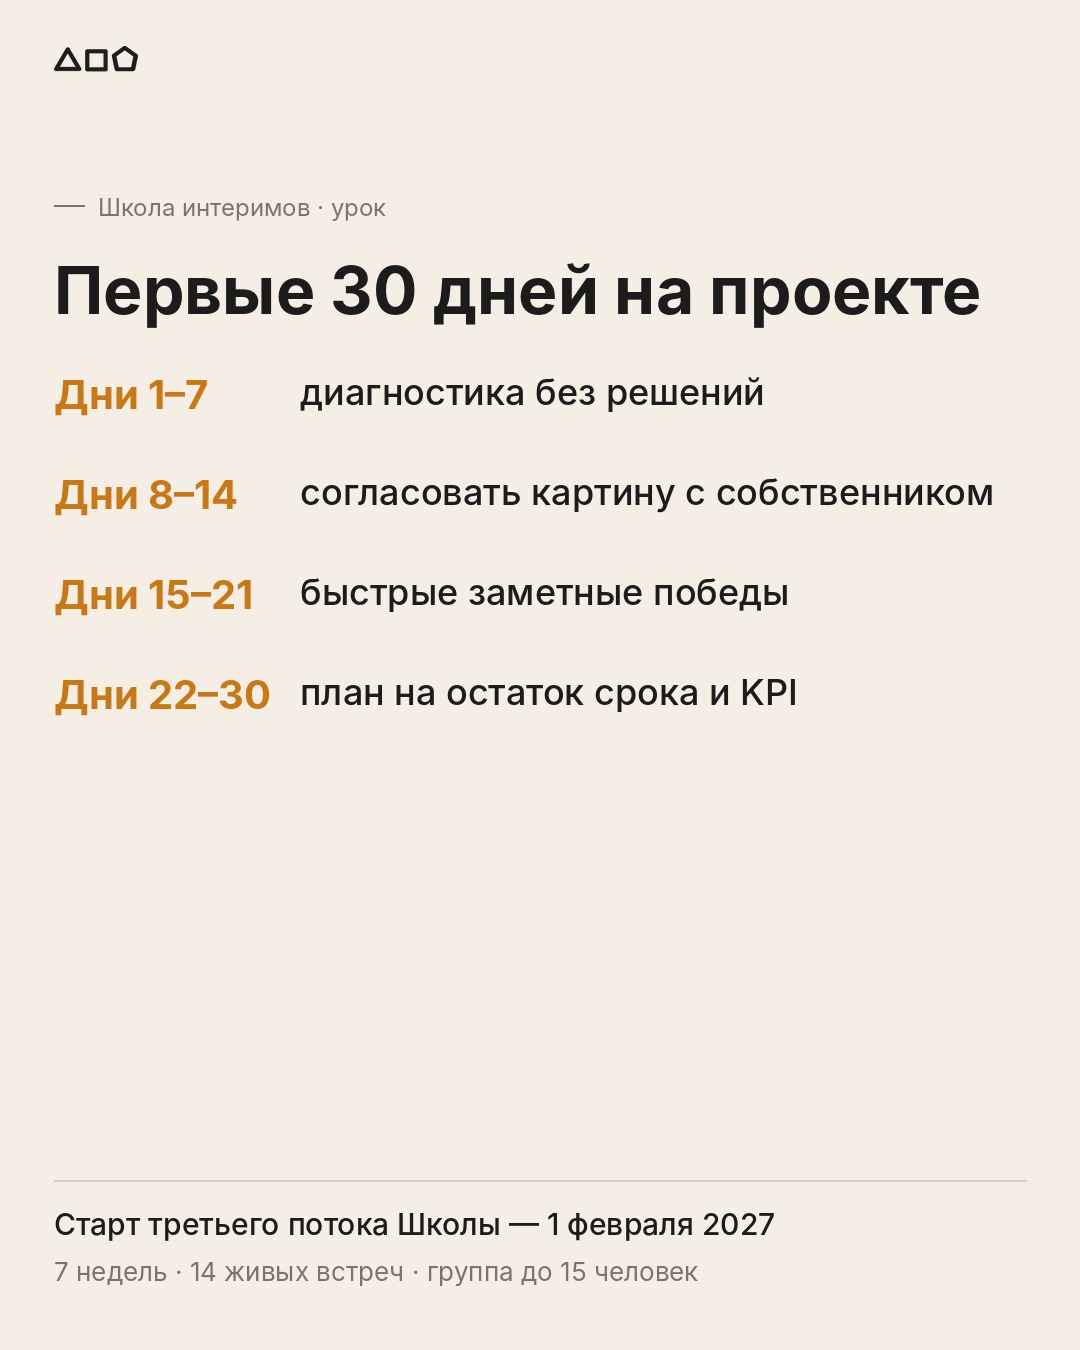 — Школа интеримов · урок
Первые 30 дней на проекте
Дни 1–7 диагностика без решений
Дни 8–14 согласовать картину с собственником
Дни 15–21 быстрые заметные победы
Дни 22–30 план на остаток срока и KPI
Старт третьего потока Школы — 1 февраля 2027
7 недель · 14 живых встреч · группа до 15 человек